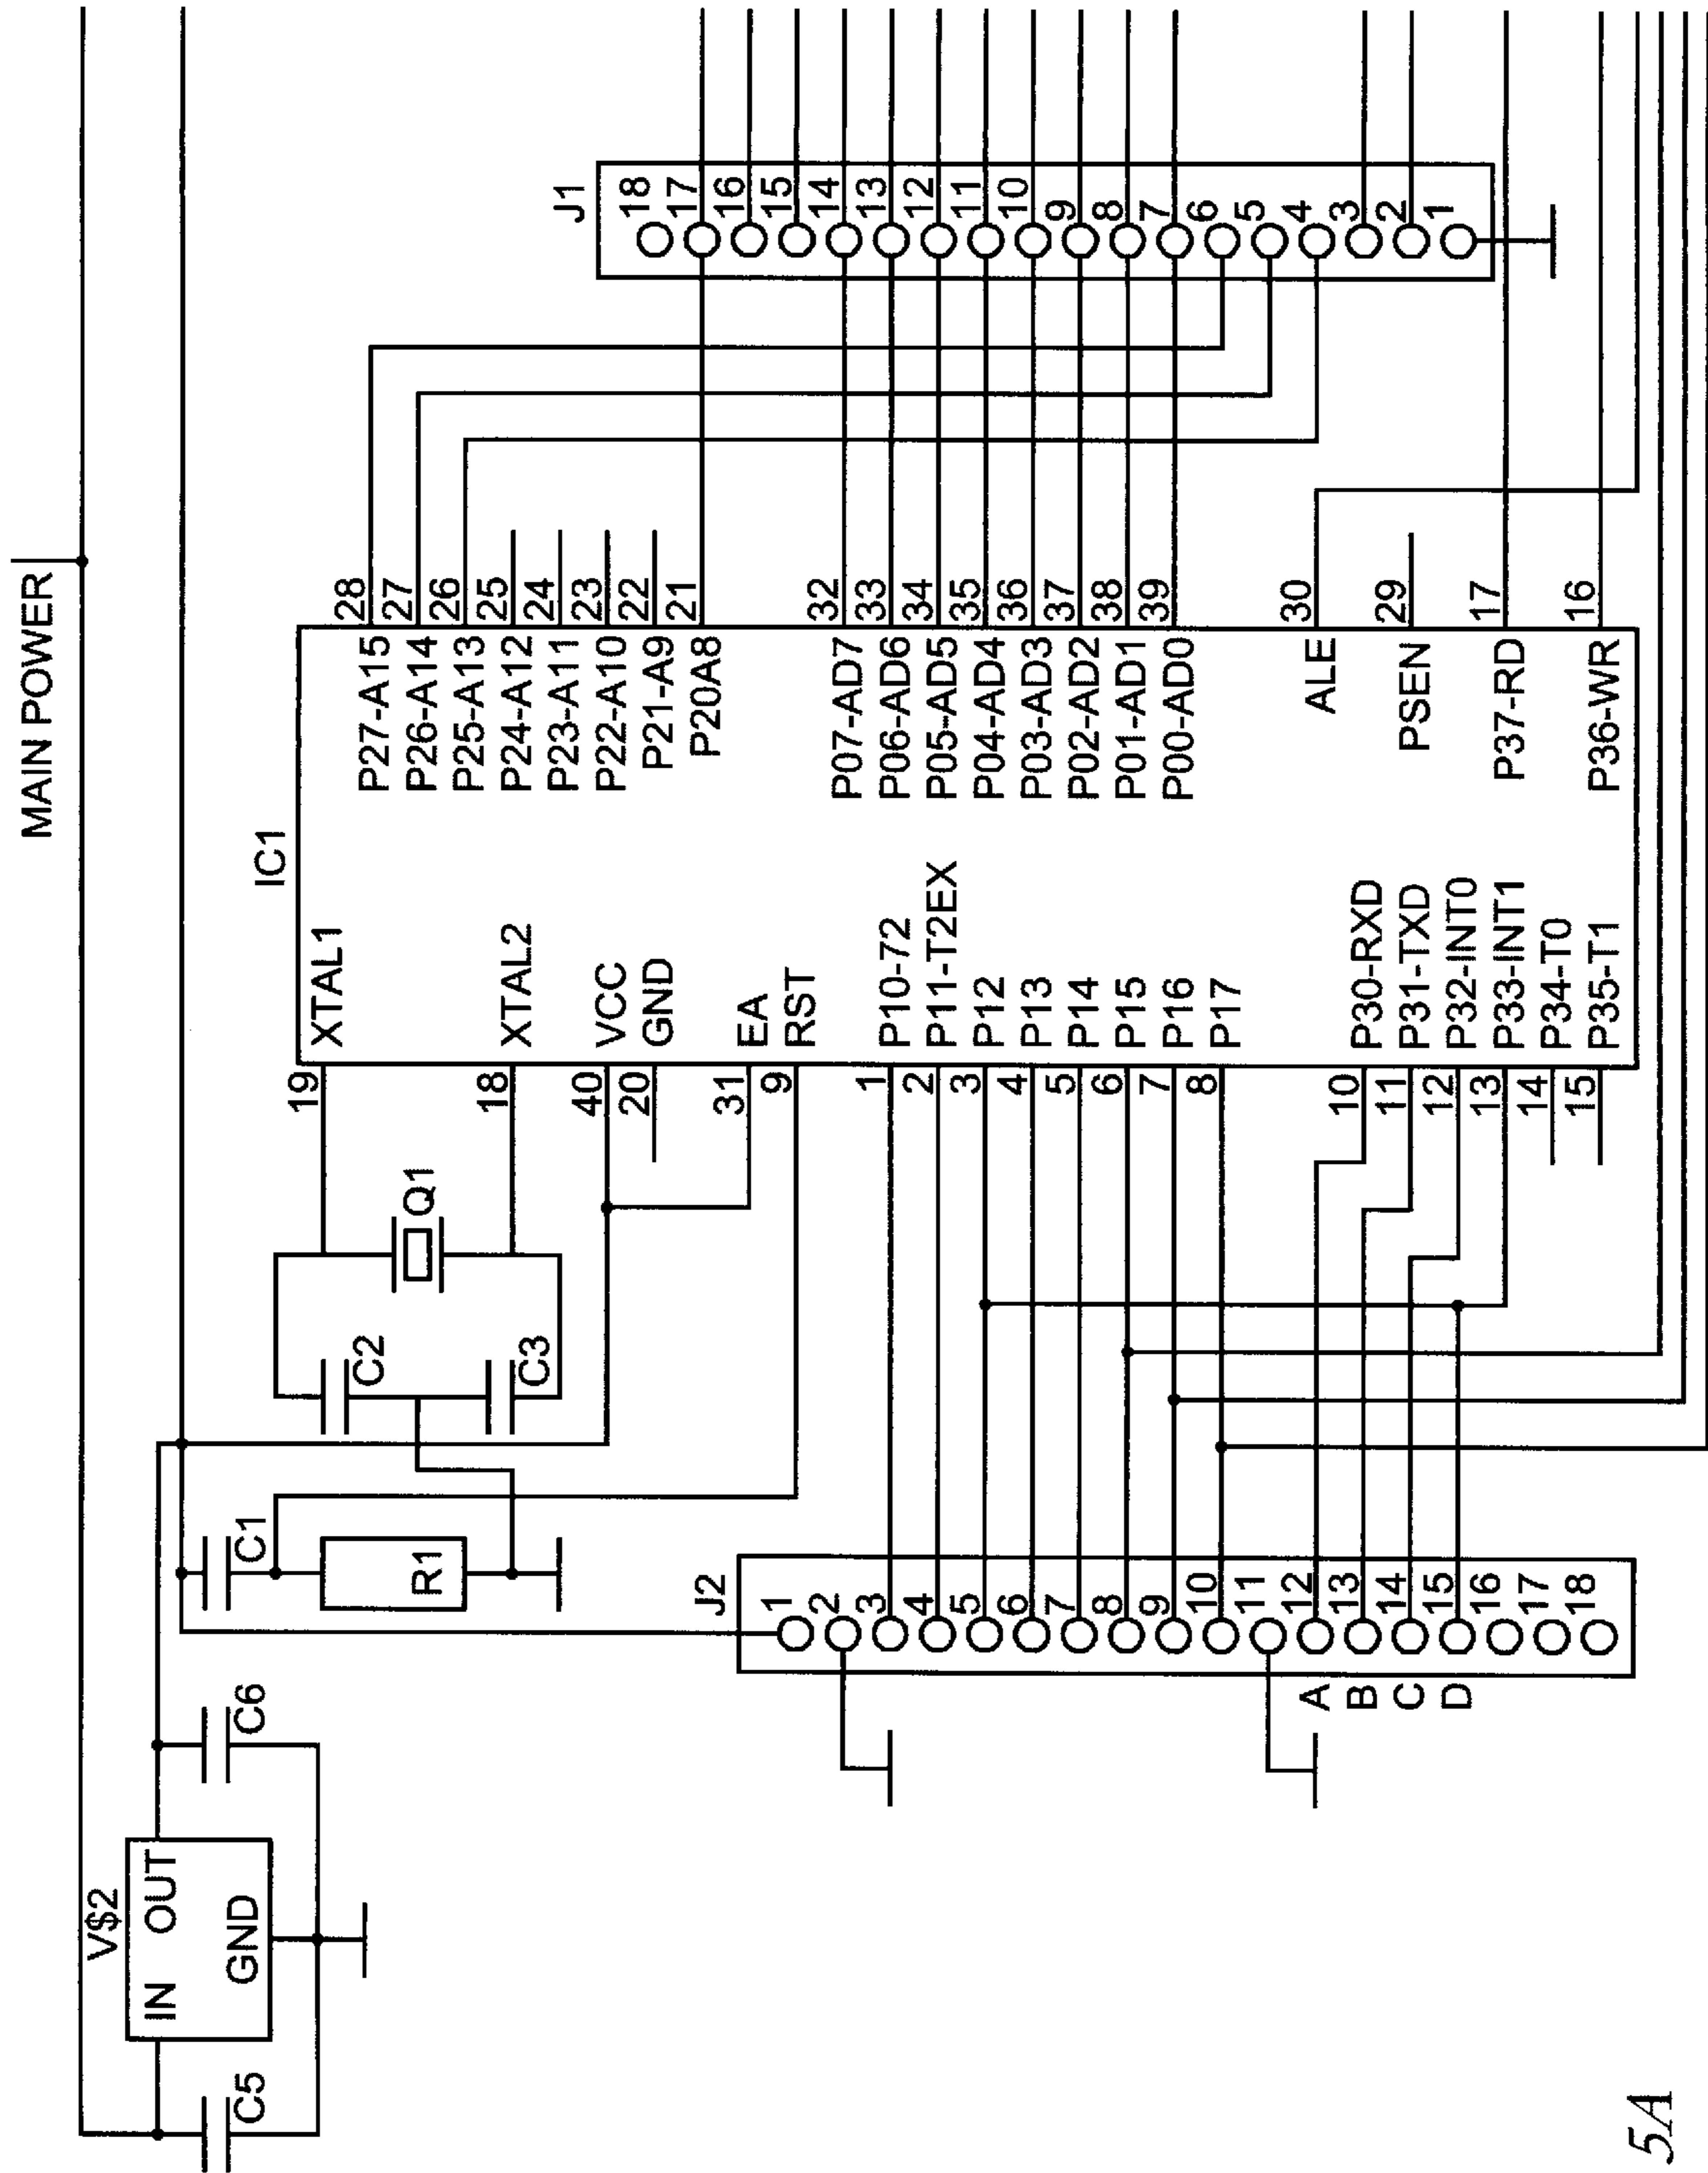 MAIN POWER
V$2
IN OUT
GND
C5
C6
C1
R1
C2
C3
Q1
IC1
19
XTAL1
18
XTAL2
40
VCC
20
GND
31
EA
9
RST
1
P10-72
2
P11-T2EX
3
P12
4
P13
5
P14
6
P15
7
P16
8
P17
10
P30-RXD
11
P31-TXD
12
P32-INT0
13
P33-INT1
14
P34-T0
15
P35-T1
P27-A15
28
P26-A14
27
P25-A13
26
P24-A12
25
P23-A11
24
P22-A10
23
P21-A9
22
P20A8
21
P07-AD7
32
P06-AD6
33
P05-AD5
34
P04-AD4
35
P03-AD3
36
P02-AD2
37
P01-AD1
38
P00-AD0
39
ALE
30
PSEN
29
P37-RD
17
P36-WR
16
J1
18
17
16
15
14
13
12
11
10
9
8
7
6
5
4
3
2
1
J2
1
2
3
4
5
6
7
8
9
10
11
12
13
14
15
16
17
18
A
B
C
D
5A